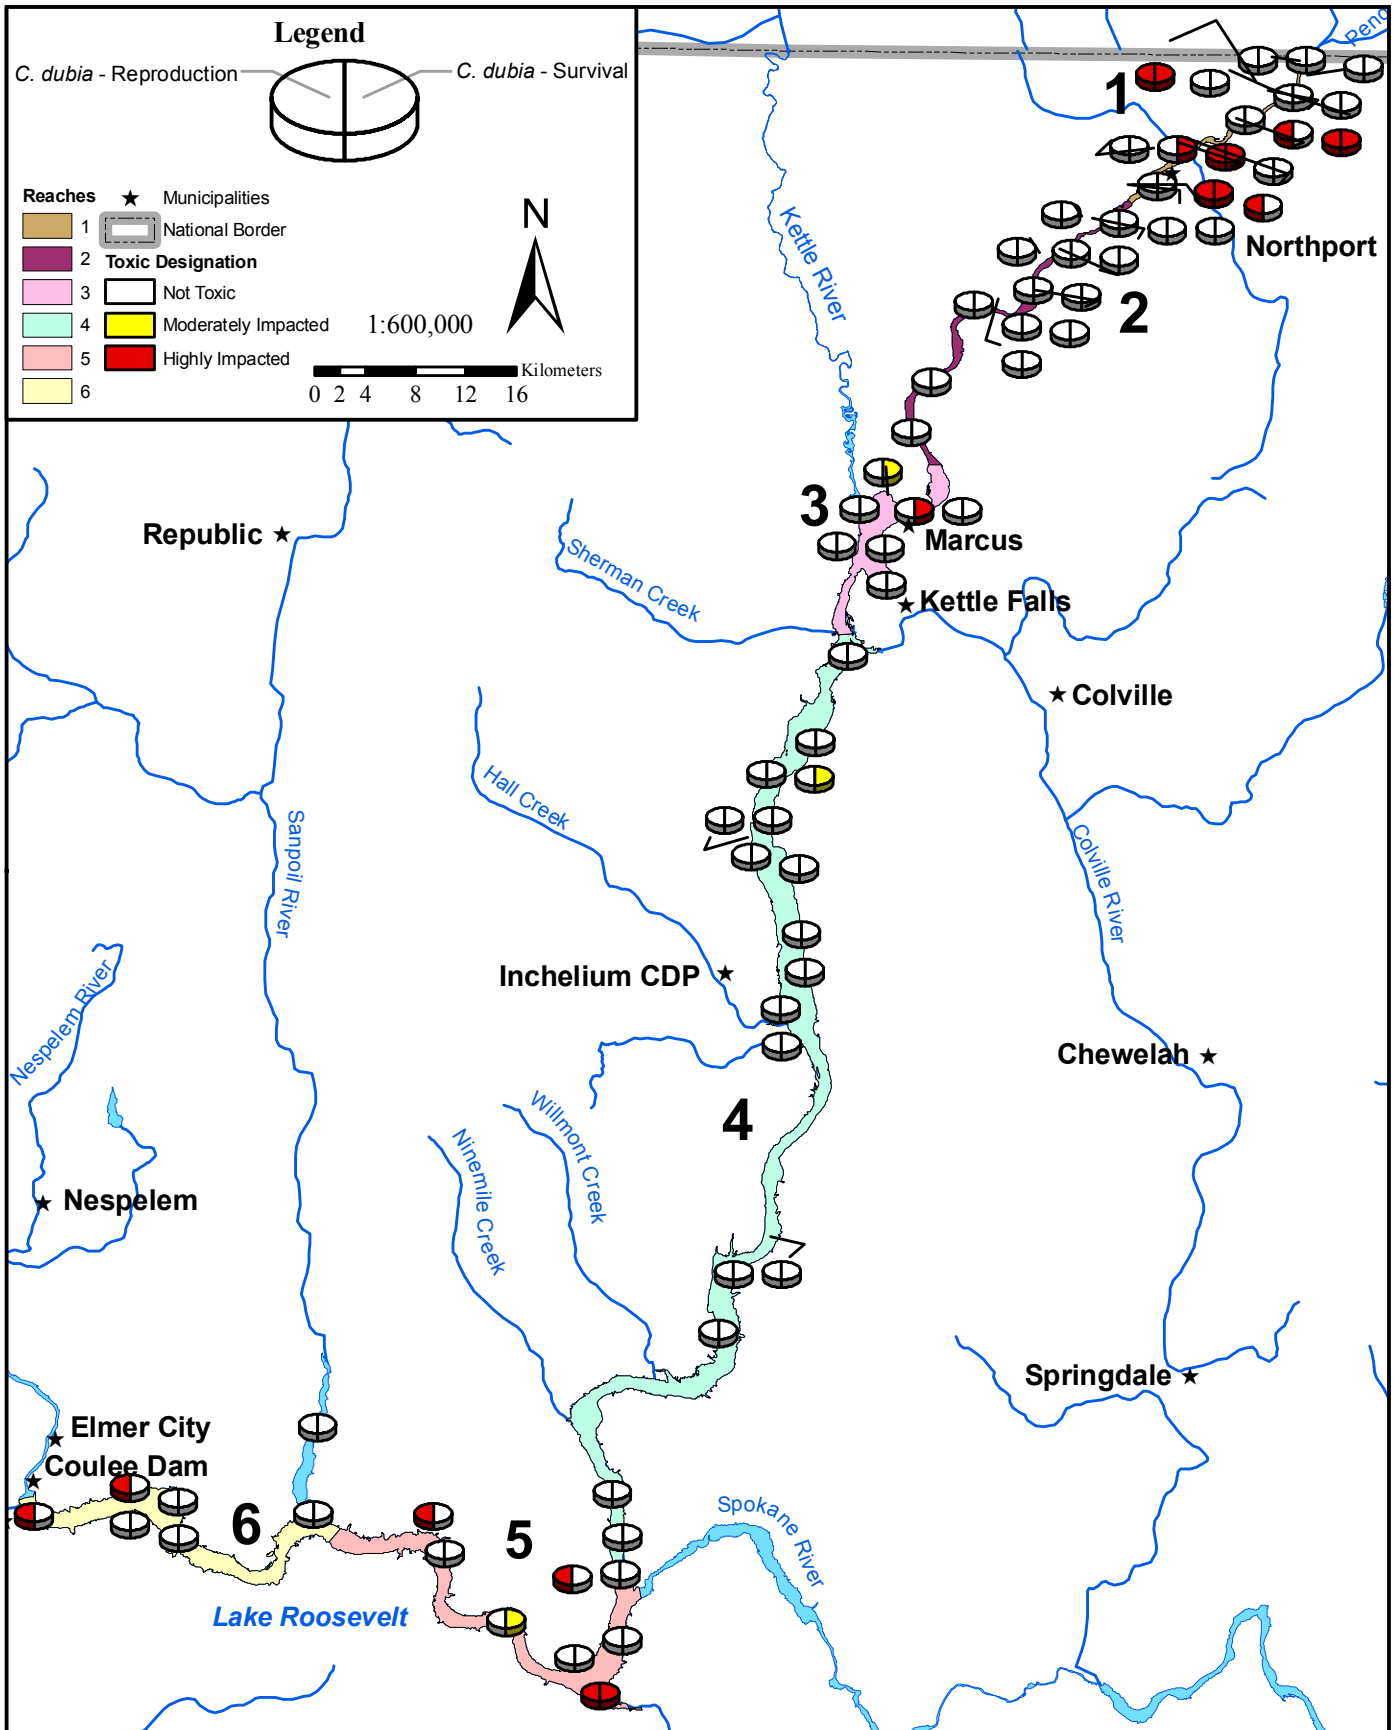 Legend
C. dubia - Reproduction
C. dubia - Survival
Reaches
1
2
3
4
5
6
Municipalities
National Border
Toxic Designation
Not Toxic
Moderately Impacted
Highly Impacted
N
1:600,000
Kilometers
0 2 4 8 12 16
1
Northport
2
Kettle River
3
Republic
Marcus
Sherman Creek
Kettle Falls
Colville
Hall Creek
Sanpoil River
Colville River
Inchelium CDP
Nespelem River
Chewelah
4
Willmont Creek
Ninemile Creek
Nespelem
Springdale
Elmer City
Coulee Dam
6
5
Spokane River
Lake Roosevelt